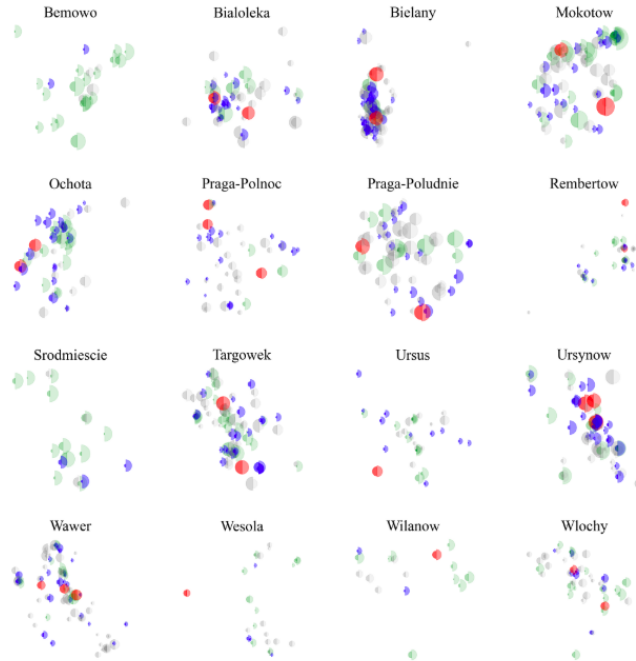 Bemowo Bialoleka Bielany Mokotow
Ochota Praga-Polnoc Praga-Poludnie Rembertow
Srodmiescie Targowek Ursus Ursynow
Wawer Wesola Wilanow Wlochy